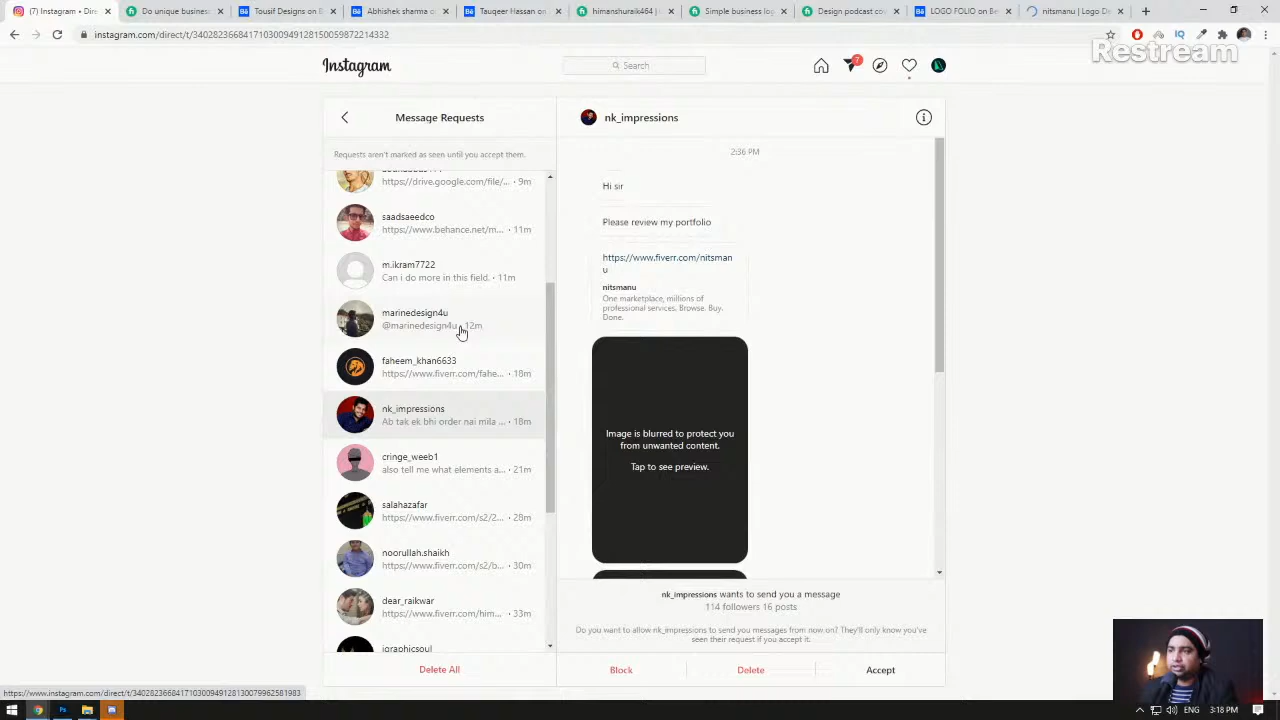 (7) Instagram • Direct
Do unique business
Tousif Designs on B
Abhishek sharma o
Tauqeer Hassan on
himanshuraik464 |
Simple business log
Design podcast co
LOGO FOLIO on Be
nitsmanu | Logo De
instagram.com/direct/t/340282366841710300949128150059872214332
Restream
Instagram
Search
7
Message Requests
nk_impressions
Requests aren't marked as seen until you accept them.
2:36 PM
https://drive.google.com/file/... • 9m
Hi sir
saadsaeedco
https://www.behance.net/m... • 11m
Please review my portfolio
m.ikram7722
Can i do more in this field. • 11m
https://www.fiverr.com/nitsman
u
nitsmanu
One marketplace, millions of
professional services. Browse. Buy.
Done.
marinedesign4u
@marinedesign4u • 12m
faheem_khan6633
https://www.fiverr.com/fahe... • 18m
nk_impressions
Ab tak ek bhi order nai mila ... • 18m
Image is blurred to protect you
from unwanted content.
Tap to see preview.
cringe_weeb1
also tell me what elements a... • 21m
salahazafar
https://www.fiverr.com/s2/2... • 28m
noorullah.shaikh
https://www.fiverr.com/s2/b... • 30m
dear_raikwar
https://www.fiverr.com/him... • 33m
igraphicsoul
nk_impressions wants to send you a message
114 followers 16 posts
Do you want to allow nk_impressions to send you messages from now on? They'll only know you've
seen their request if you accept it.
Delete All
Block
Delete
Accept
https://www.instagram.com/direct/t/340282366841710300949128130079962581983
ENG
3:18 PM